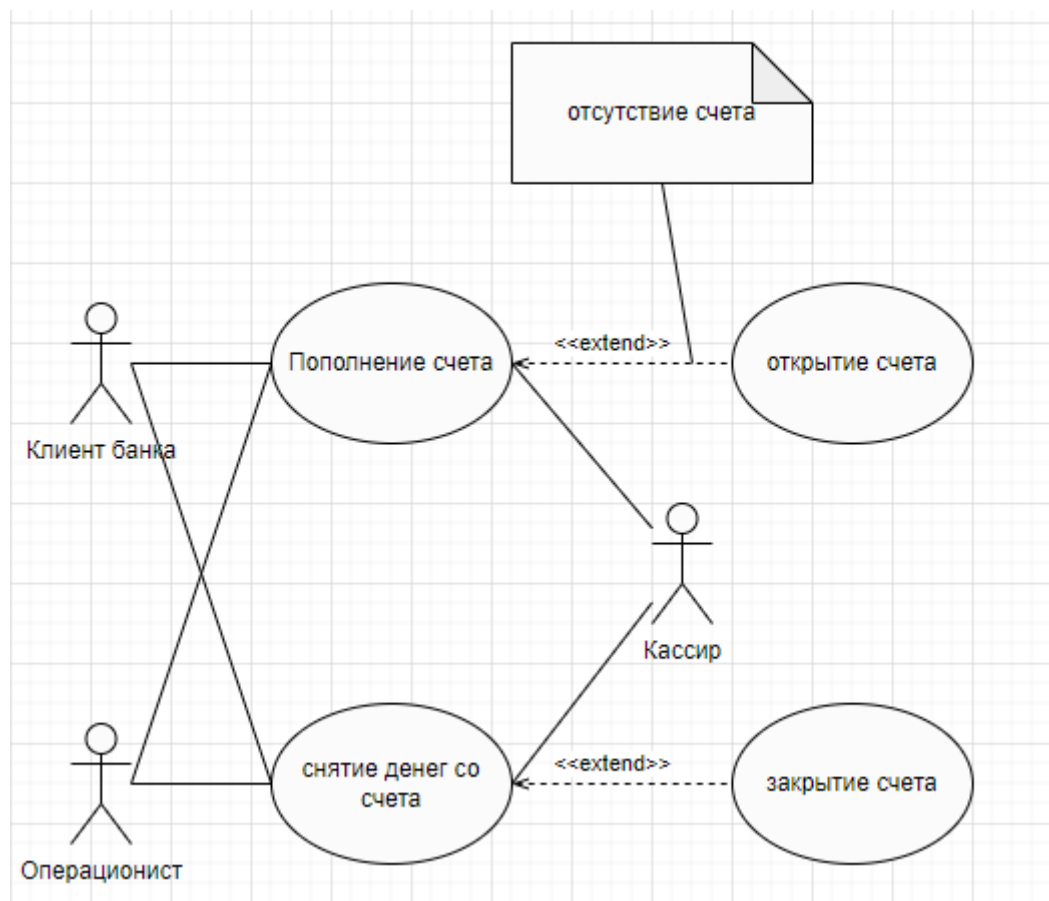 отсутствие счета
Пополнение счета
<<extend>>
открытие счета
Клиент банка
Кассир
снятие денег со
счета
<<extend>>
закрытие счета
Операционист